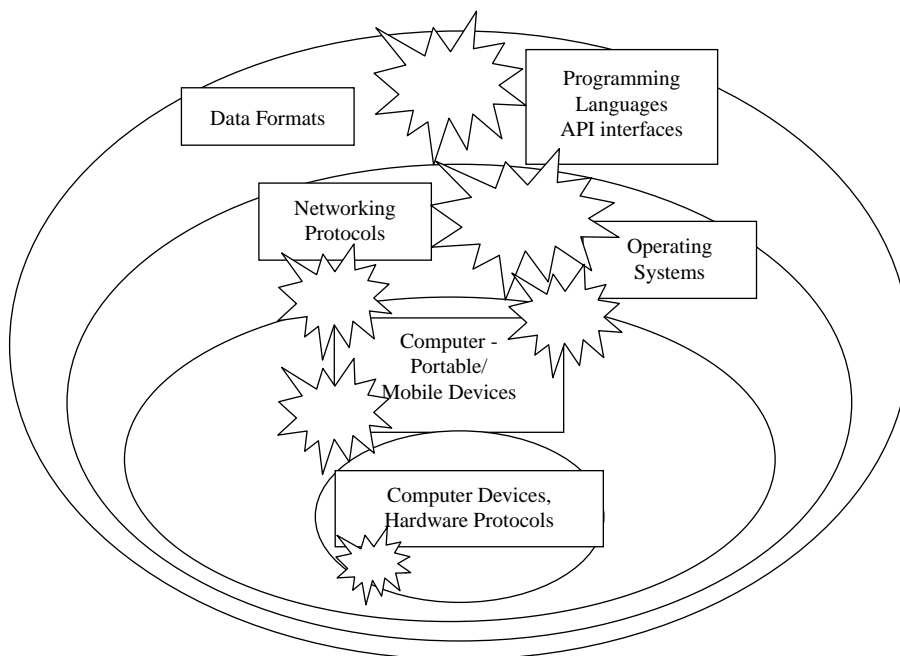 Data Formats
Programming
Languages
API interfaces
Networking
Protocols
Operating
Systems
Computer -
Portable/
Mobile Devices
Computer Devices,
Hardware Protocols